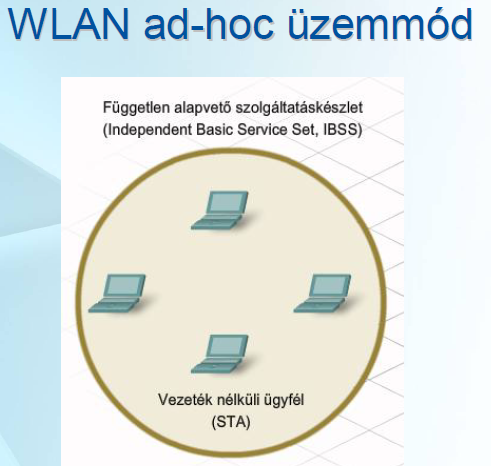 WLAN ad-hoc üzemmód
Független alapvető szolgáltatáskészlet
(Independent Basic Service Set, IBSS)
Vezeték nélküli ügyfél
(STA)